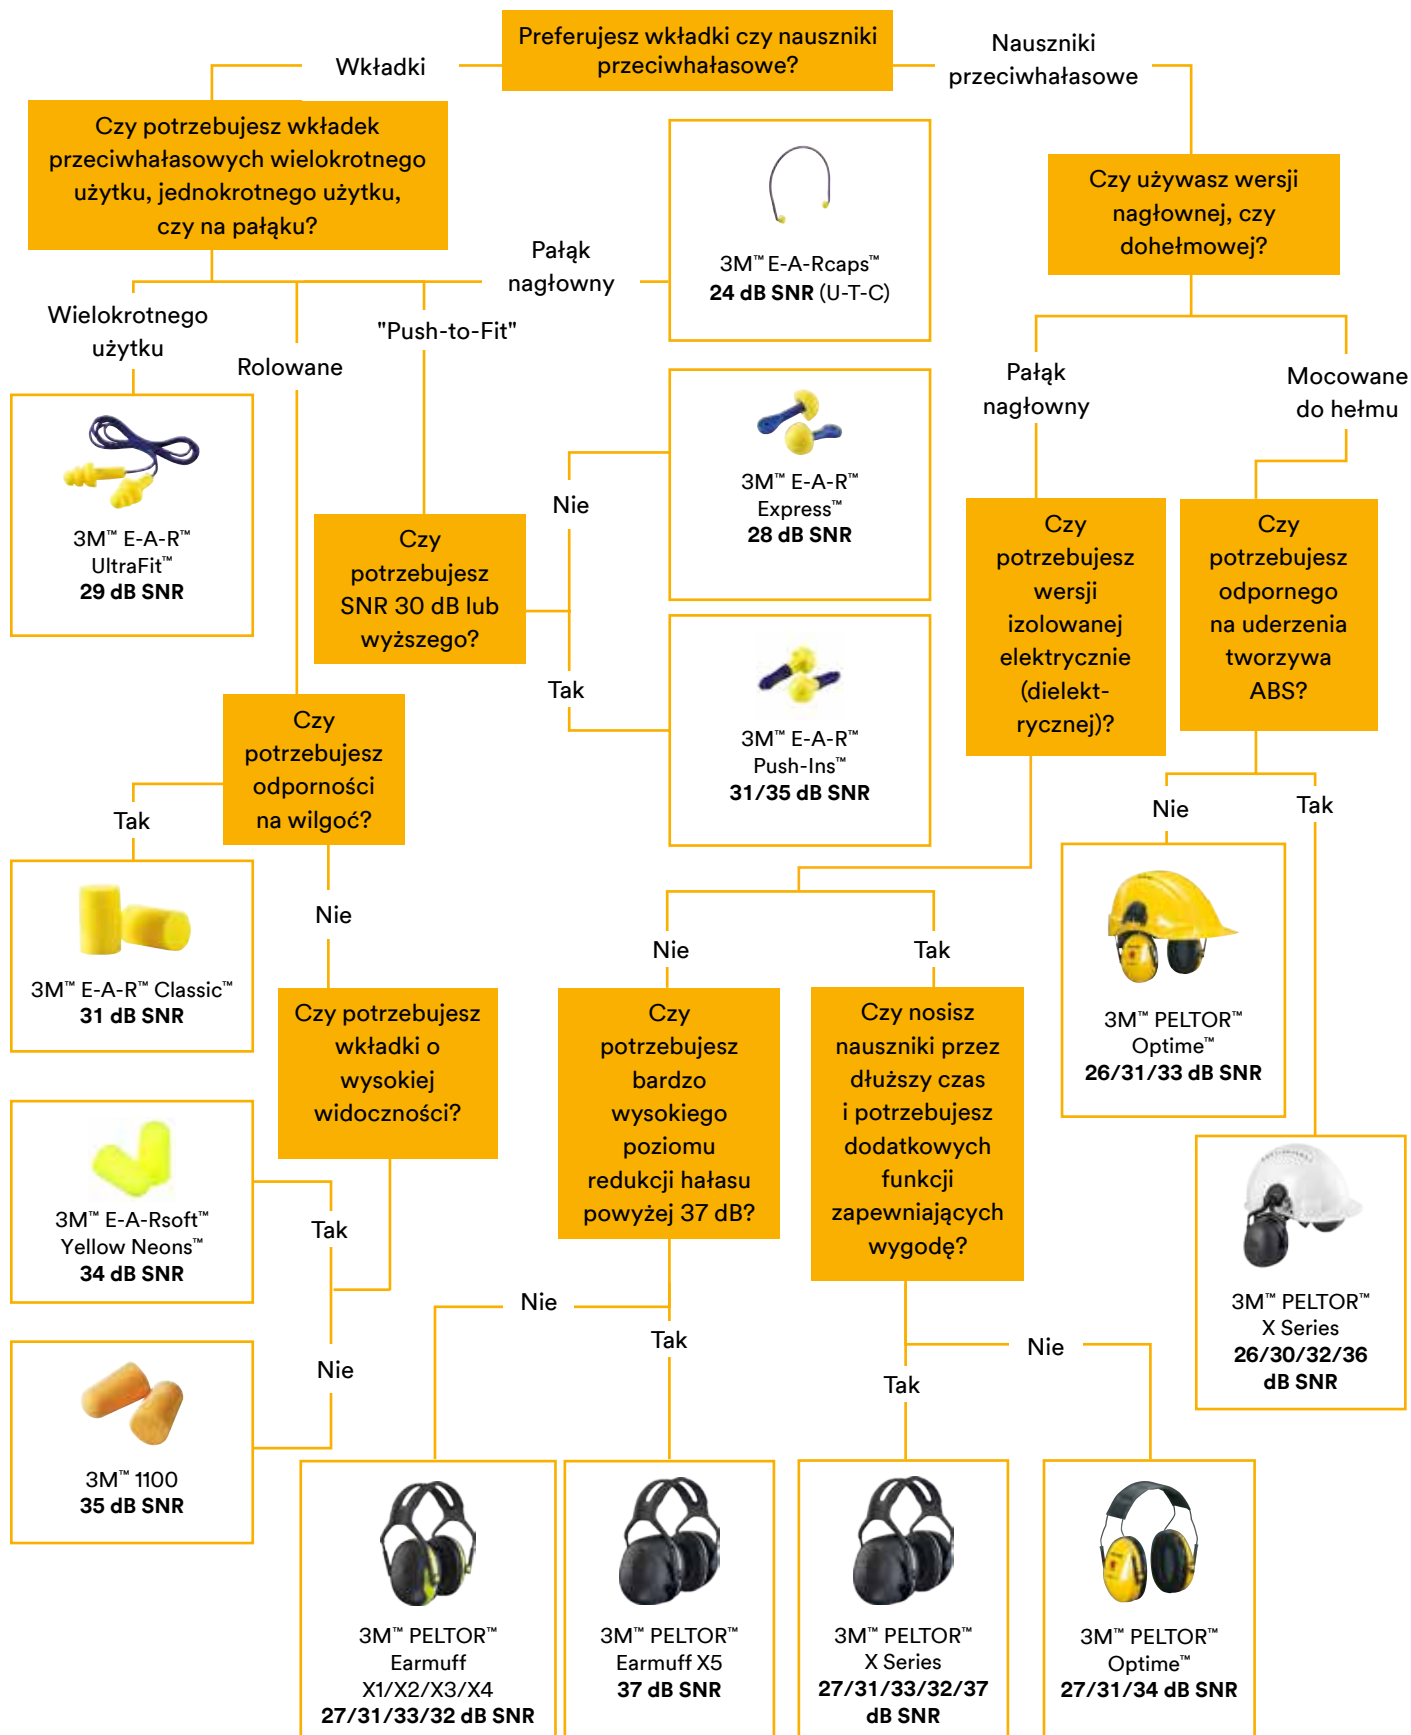 Preferujesz wkładki czy nauszniki
przeciwhałasowe?
Wkładki
Nauszniki
przeciwhałasowe
Czy potrzebujesz wkładek
przeciwhałasowych wielokrotnego
użytku, jednokrotnego użytku,
czy na pałąku?
Czy używasz wersji
nagłownej, czy
dohełmowej?
3M™ E-A-Rcaps™
24 dB SNR (U-T-C)
Pałąk
nagłowny
Wielokrotnego
użytku
Rolowane
"Push-to-Fit"
Pałąk
nagłowny
Mocowane
do hełmu
3M™ E-A-R™
UltraFit™
29 dB SNR
Czy
potrzebujesz
SNR 30 dB lub
wyższego?
Nie
3M™ E-A-R™
Express™
28 dB SNR
Tak
3M™ E-A-R™
Push-Ins™
31/35 dB SNR
Czy
potrzebujesz
wersji
izolowanej
elektrycznie
(dielekt-
rycznej)?
Czy
potrzebujesz
odpornego
na uderzenia
tworzywa
ABS?
Czy
potrzebujesz
odporności
na wilgoć?
Tak
3M™ E-A-R™ Classic™
31 dB SNR
Nie
Czy potrzebujesz
wkładki o
wysokiej
widoczności?
3M™ E-A-Rsoft™
Yellow Neons™
34 dB SNR
Tak
Nie
3M™ 1100
35 dB SNR
Nie
Czy
potrzebujesz
bardzo
wysokiego
poziomu
redukcji hałasu
powyżej 37 dB?
Tak
Czy nosisz
nauszniki przez
dłuższy czas
i potrzebujesz
dodatkowych
funkcji
zapewniających
wygodę?
Nie
3M™ PELTOR™
Optime™
26/31/33 dB SNR
Tak
3M™ PELTOR™
X Series
26/30/32/36
dB SNR
Nie
Tak
Tak
Nie
3M™ PELTOR™
Earmuff
X1/X2/X3/X4
27/31/33/32 dB SNR
3M™ PELTOR™
Earmuff X5
37 dB SNR
3M™ PELTOR™
X Series
27/31/33/32/37
dB SNR
3M™ PELTOR™
Optime™
27/31/34 dB SNR